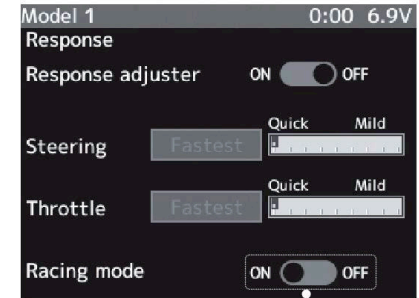 Model 1 0:00 6.9V
Response
Response adjuster ON OFF
Quick Mild
Steering Fastest
Quick Mild
Throttle Fastest
Racing mode ON OFF